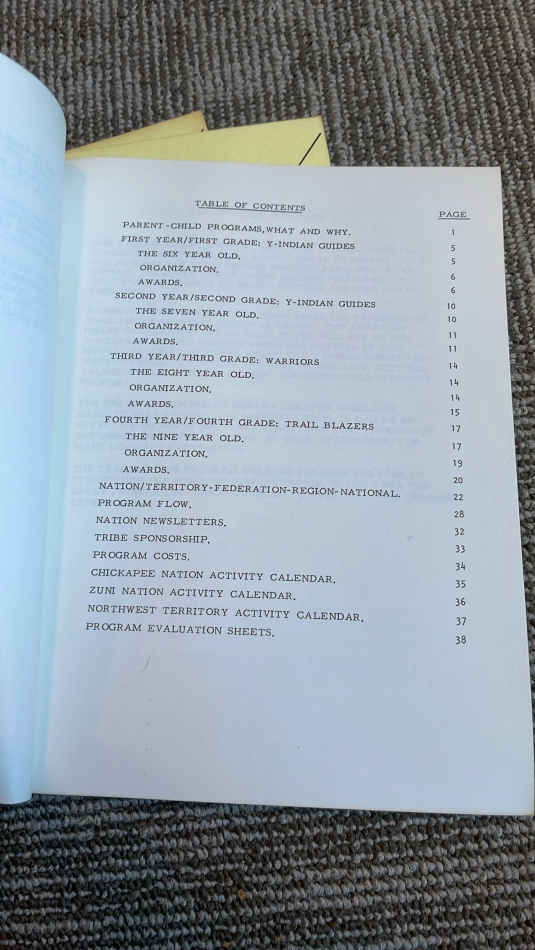 TABLE OF CONTENTS
PAGE
PARENT-CHILD PROGRAMS,WHAT AND WHY. 1
FIRST YEAR/FIRST GRADE: Y-INDIAN GUIDES 5
THE SIX YEAR OLD. 5
ORGANIZATION. 6
AWARDS. 6
SECOND YEAR/SECOND GRADE: Y-INDIAN GUIDES 10
THE SEVEN YEAR OLD. 10
ORGANIZATION. 11
AWARDS. 11
THIRD YEAR/THIRD GRADE: WARRIORS 14
THE EIGHT YEAR OLD. 14
ORGANIZATION. 14
AWARDS. 15
FOURTH YEAR/FOURTH GRADE: TRAIL BLAZERS 17
THE NINE YEAR OLD. 17
ORGANIZATION. 19
AWARDS. 20
NATION/TERRITORY-FEDERATION-REGION-NATIONAL. 22
PROGRAM FLOW. 28
NATION NEWSLETTERS. 32
TRIBE SPONSORSHIP. 33
PROGRAM COSTS. 34
CHICKAPEE NATION ACTIVITY CALENDAR. 35
ZUNI NATION ACTIVITY CALENDAR. 36
NORTHWEST TERRITORY ACTIVITY CALENDAR. 37
PROGRAM EVALUATION SHEETS. 38